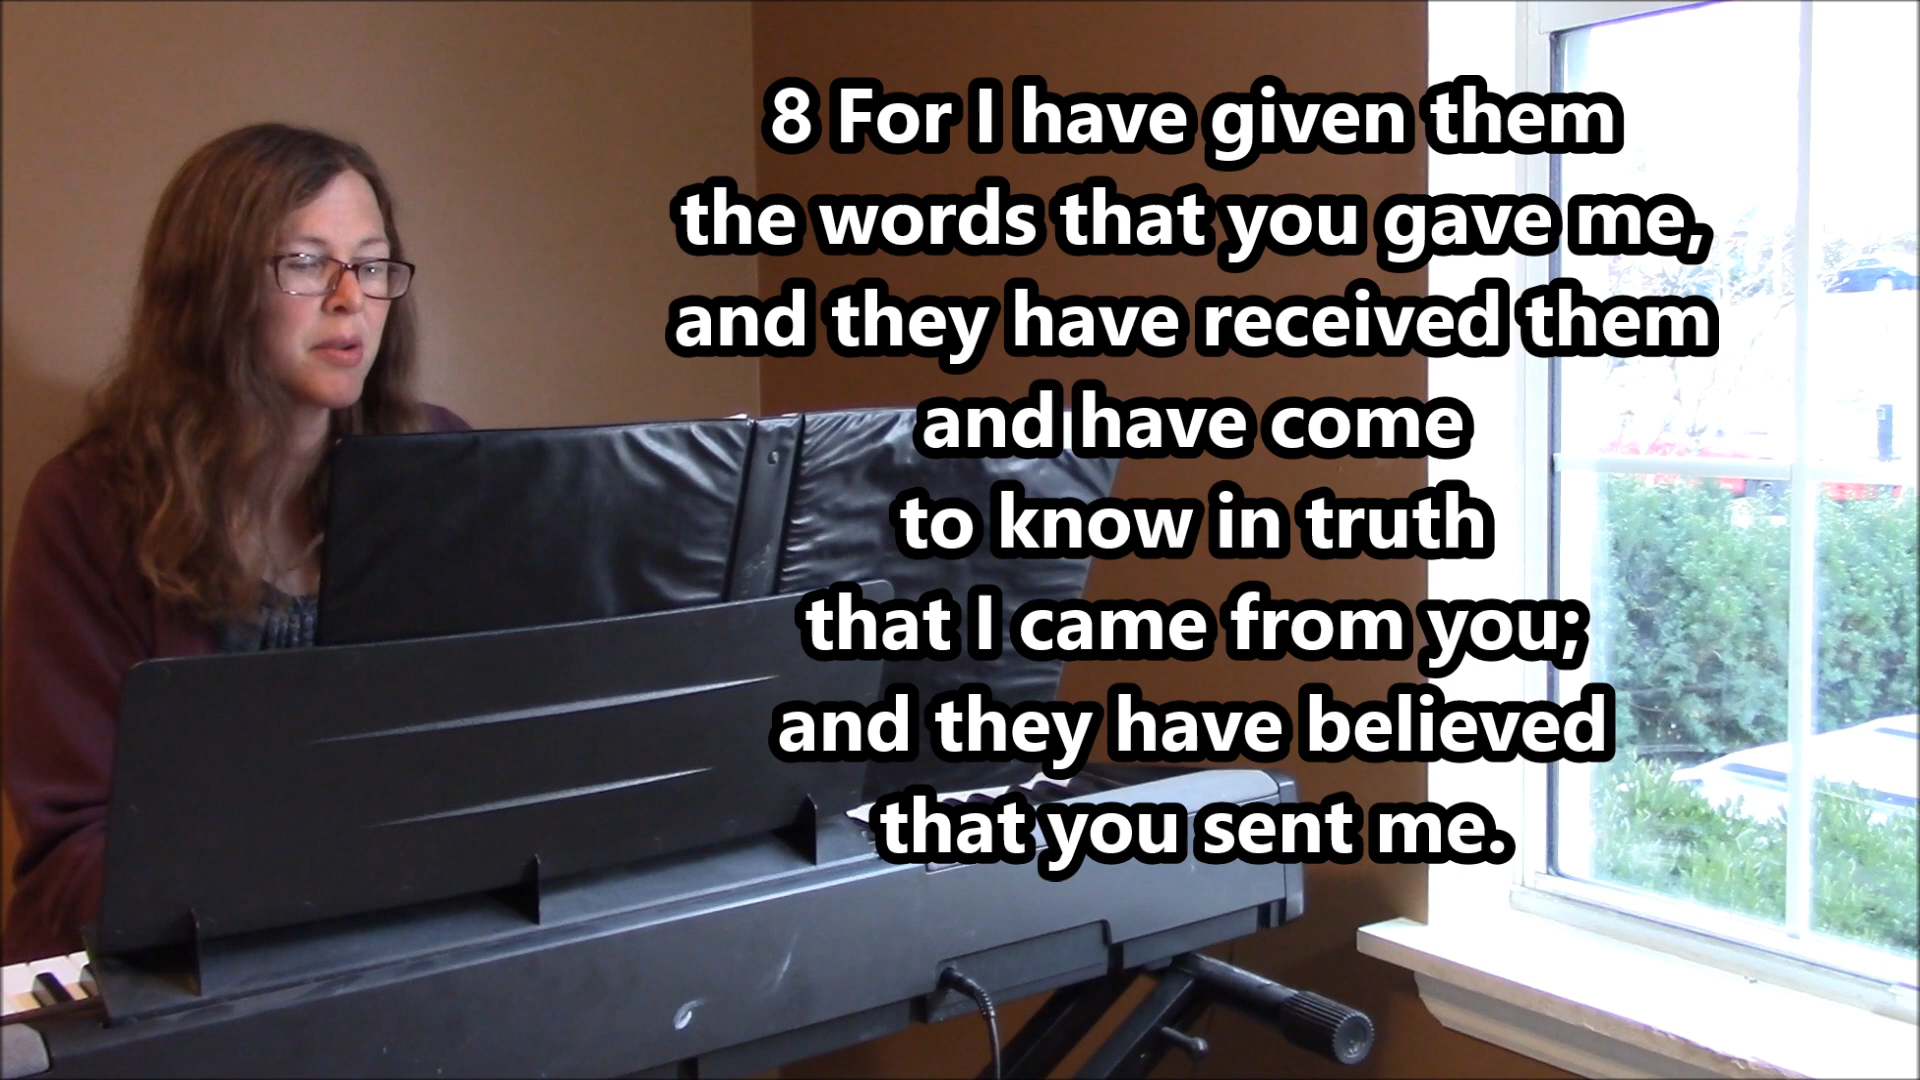 8 For I have given them
the words that you gave me,
and they have received them
and have come
to know in truth
that I came from you;
and they have believed
that you sent me.